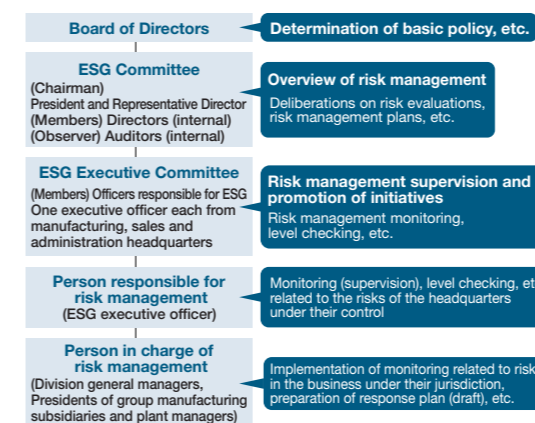 Board of Directors
Determination of basic policy, etc.
ESG Committee
(Chairman)
President and Representative Director
(Members) Directors (internal)
(Observer) Auditors (internal)
Overview of risk management
Deliberations on risk evaluations,
risk management plans, etc.
ESG Executive Committee
(Members) Officers responsible for ESG
One executive officer each from
manufacturing, sales and
administration headquarters
Risk management supervision and
promotion of initiatives
Risk management monitoring,
level checking, etc.
Person responsible for
risk management
(ESG executive officer)
Monitoring (supervision), level checking, et
related to the risks of the headquarters
under their control
Person in charge of
risk management
(Division general managers,
Presidents of group manufacturing
subsidiaries and plant managers)
Implementation of monitoring related to risk
in the business under their jurisdiction,
preparation of response plan (draft), etc.